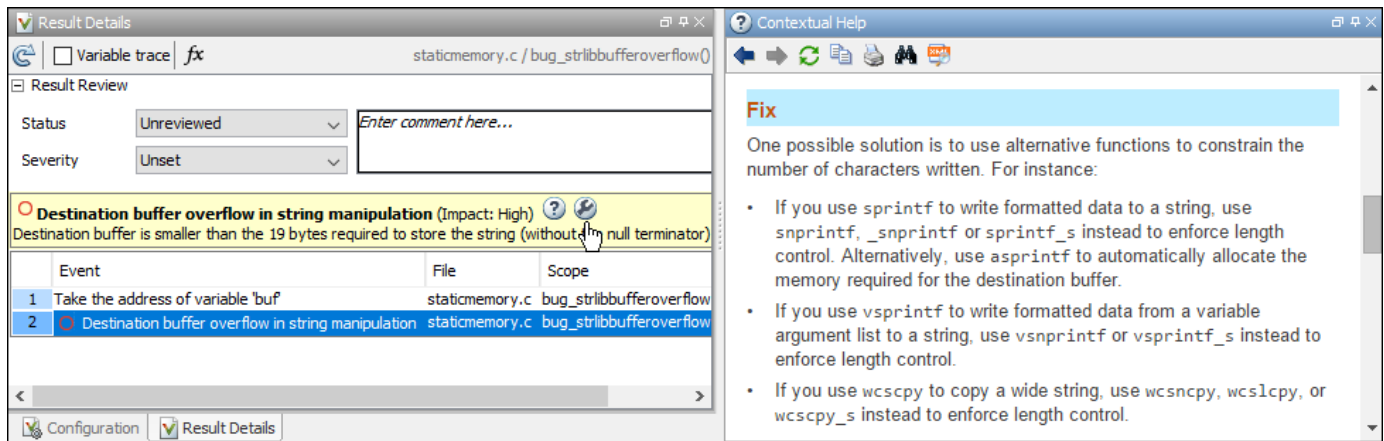 Result Details
Variable trace fx staticmemory.c / bug_strlibbufferoverflow()
Result Review
Status Unreviewed Enter comment here...
Severity Unset
Destination buffer overflow in string manipulation (Impact: High)
Destination buffer is smaller than the 19 bytes required to store the string (without null terminator)
Event File Scope
1 Take the address of variable 'buf' staticmemory.c bug_strlibbufferoverflow
2 Destination buffer overflow in string manipulation staticmemory.c bug_strlibbufferoverflow
Configuration Result Details
Contextual Help
Fix
One possible solution is to use alternative functions to constrain the
number of characters written. For instance:
• If you use sprintf to write formatted data to a string, use
snprintf, _snprintf or sprintf_s instead to enforce length
control. Alternatively, use asprintf to automatically allocate the
memory required for the destination buffer.
• If you use vsprintf to write formatted data from a variable
argument list to a string, use vsnprintf or vsprintf_s instead to
enforce length control.
• If you use wcscpy to copy a wide string, use wcsncpy, wcslcpy, or
wcscpy_s instead to enforce length control.